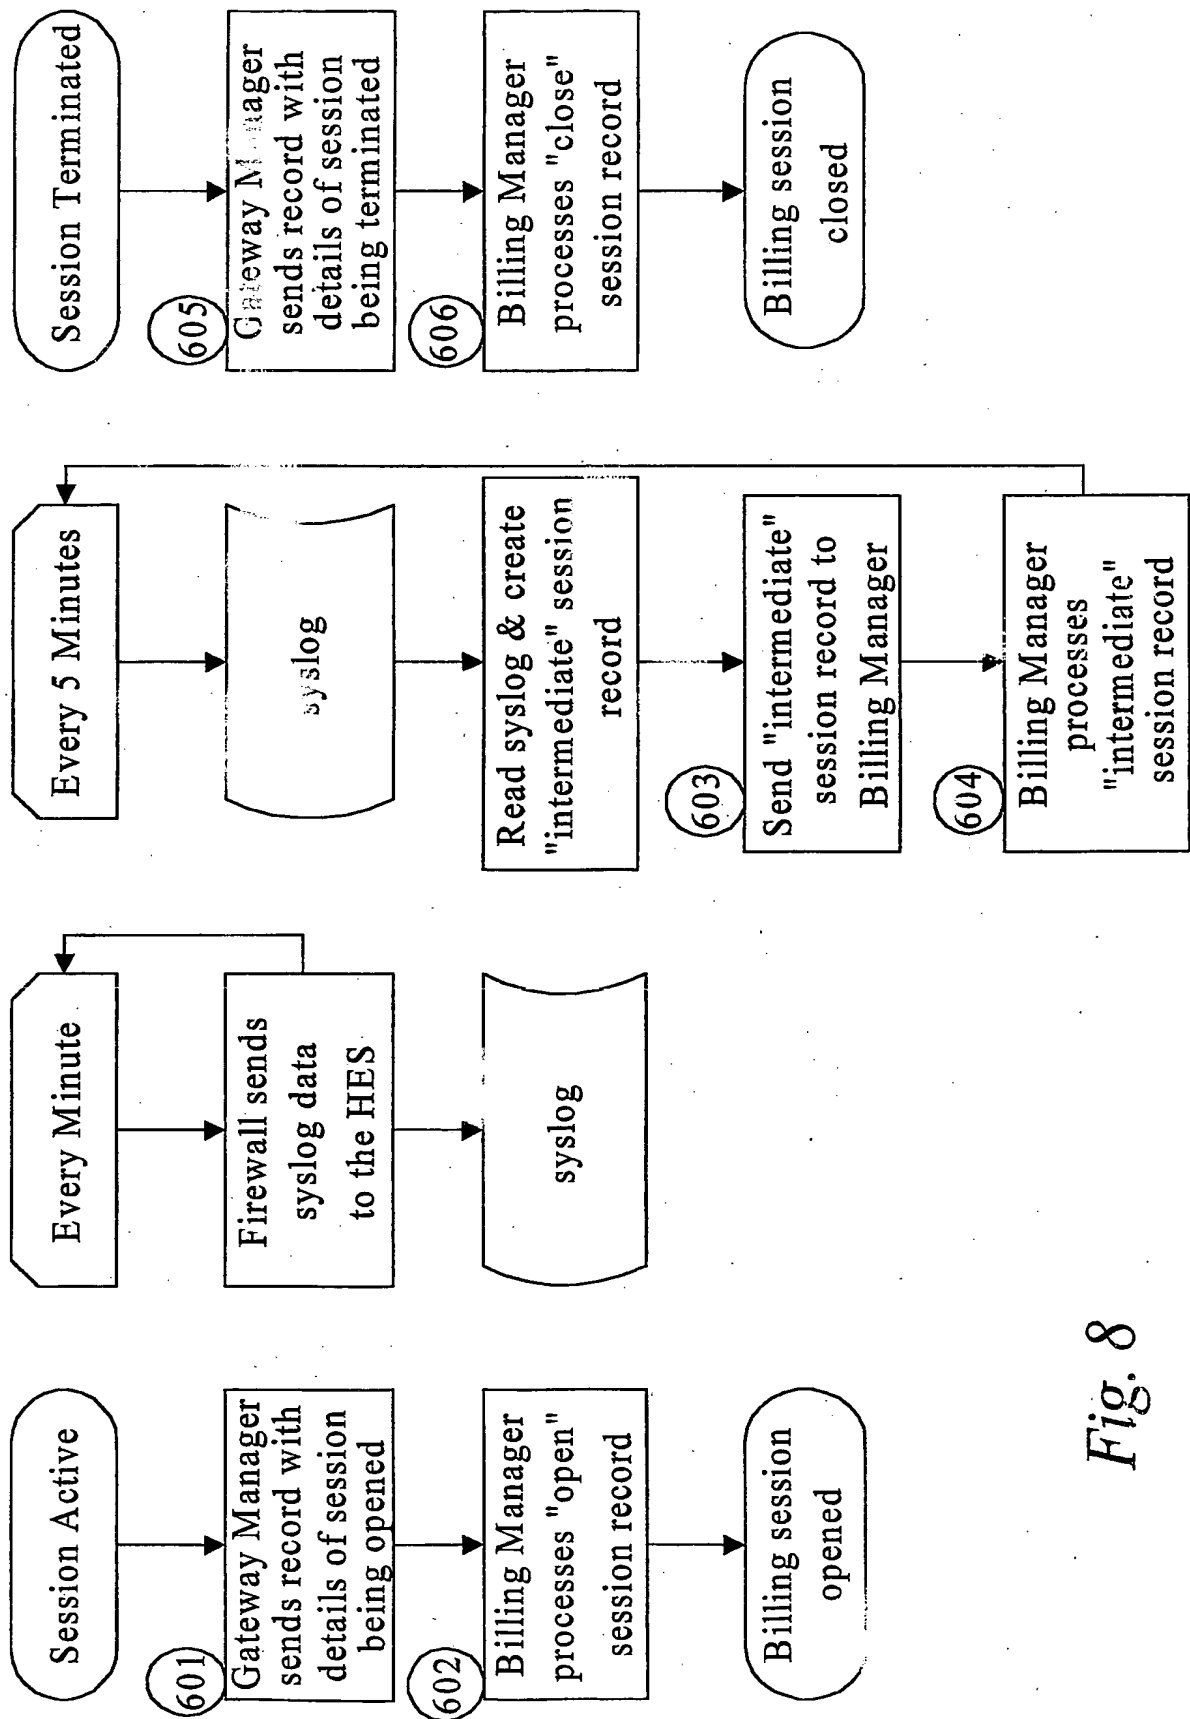 Session Active
601
Gateway Manager
sends record with
details of session
being opened
602
Billing Manager
processes "open"
session record
Billing session
opened
Every Minute
Firewall sends
syslog data
to the HES
syslog
Every 5 Minutes
syslog
Read syslog & create
"intermediate" session
record
603
Send "intermediate"
session record to
Billing Manager
604
Billing Manager
processes
"intermediate"
session record
Session Terminated
605
Gateway Manager
sends record with
details of session
being terminated
606
Billing Manager
processes "close"
session record
Billing session
closed
Fig. 8